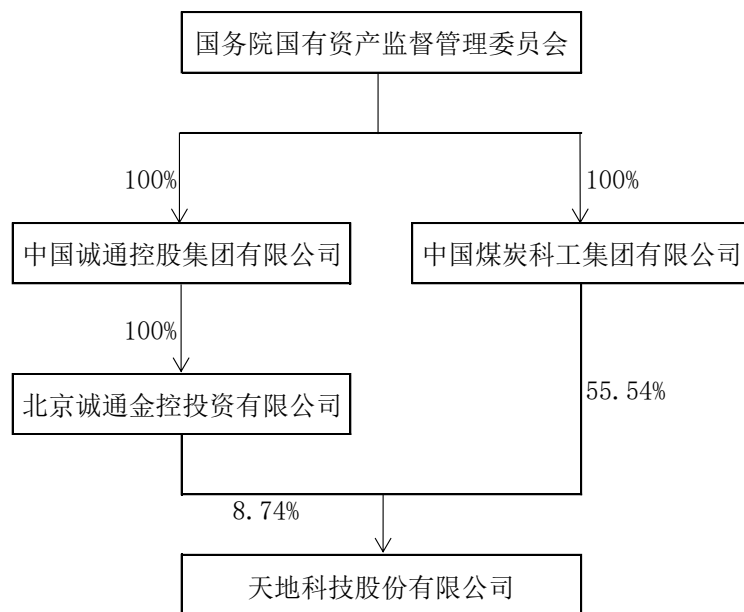 国务院国有资产监督管理委员会
100%
100%
中国诚通控股集团有限公司
中国煤炭科工集团有限公司
100%
北京诚通金控投资有限公司
55.54%
8.74%
天地科技股份有限公司